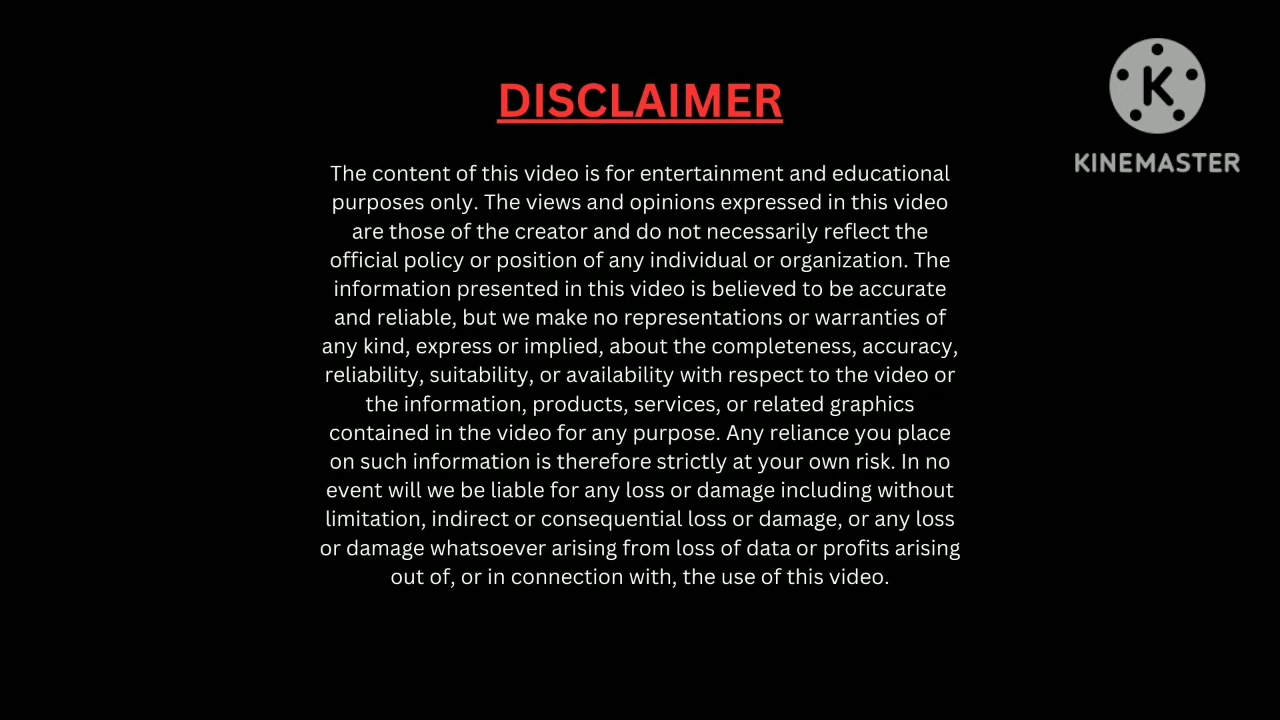 DISCLAIMER
K
KINEMASTER
The content of this video is for entertainment and educational
purposes only. The views and opinions expressed in this video
are those of the creator and do not necessarily reflect the
official policy or position of any individual or organization. The
information presented in this video is believed to be accurate
and reliable, but we make no representations or warranties of
any kind, express or implied, about the completeness, accuracy,
reliability, suitability, or availability with respect to the video or
the information, products, services, or related graphics
contained in the video for any purpose. Any reliance you place
on such information is therefore strictly at your own risk. In no
event will we be liable for any loss or damage including without
limitation, indirect or consequential loss or damage, or any loss
or damage whatsoever arising from loss of data or profits arising
out of, or in connection with, the use of this video.